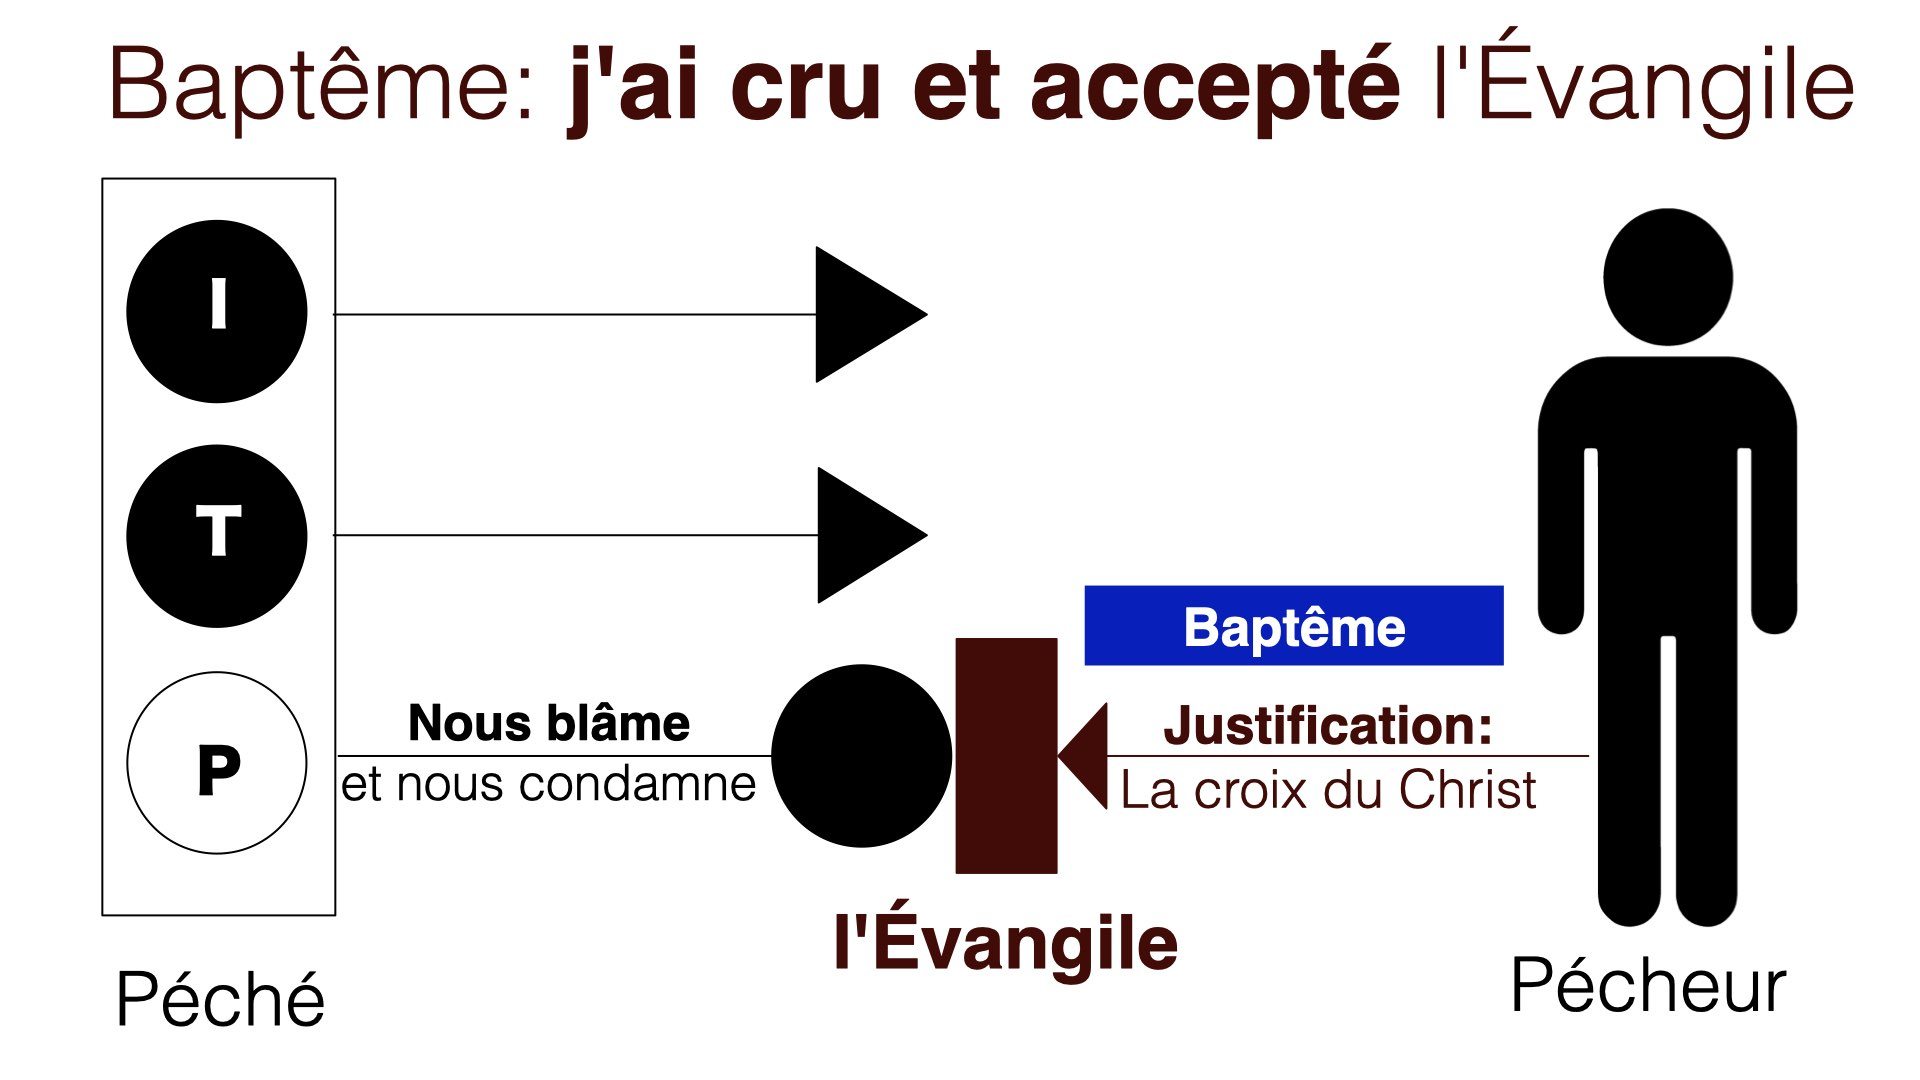 Baptême: j'ai cru et accepté l'Évangile
I
T
Baptême
P
Nous blâme
et nous condamne
Justification:
La croix du Christ
l'Évangile
Péché
Pécheur